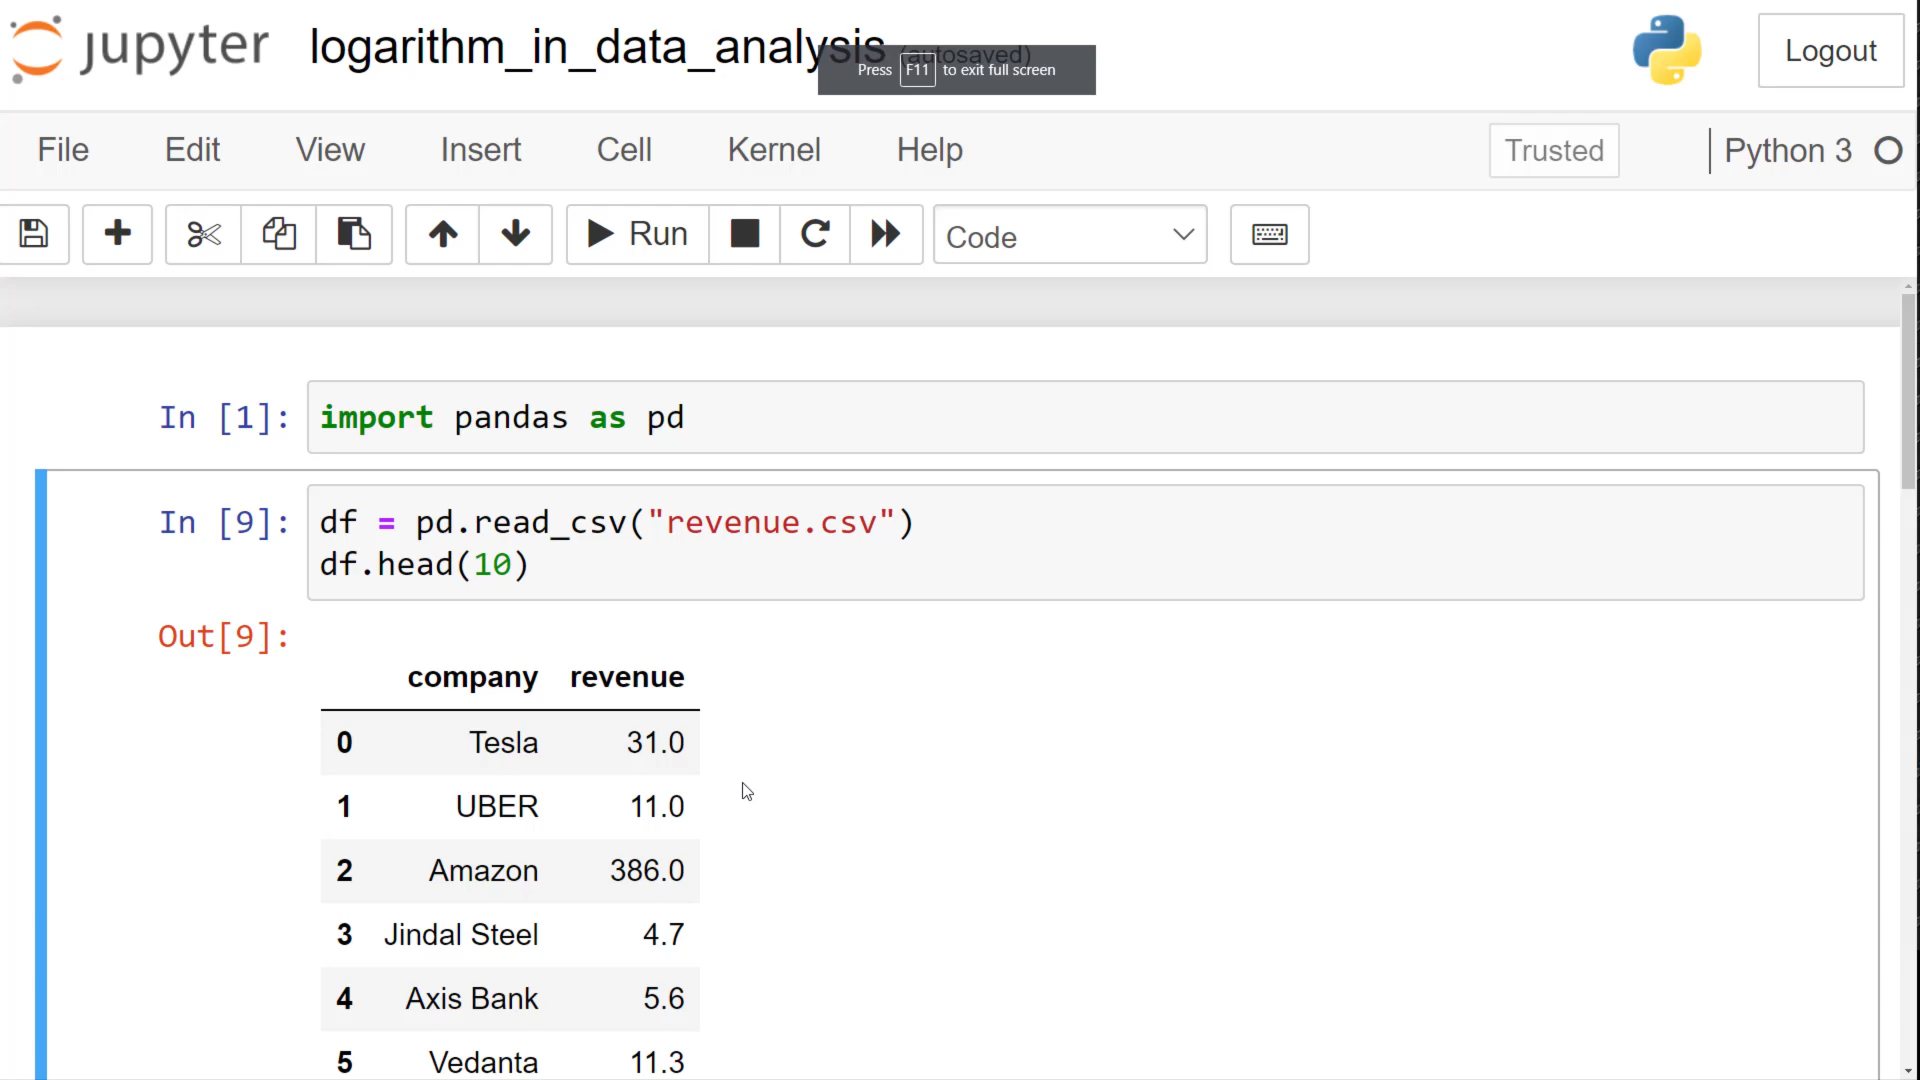 jupyter logarithm_in_data_analysis (autosaved) Logout
Press F11 to exit full screen
File Edit View Insert Cell Kernel Help Trusted Python 3
Run Code
In [1]: import pandas as pd
In [9]: df = pd.read_csv("revenue.csv")
df.head(10)
Out[9]:
company revenue
0 Tesla 31.0
1 UBER 11.0
2 Amazon 386.0
3 Jindal Steel 4.7
4 Axis Bank 5.6
5 Vedanta 11.3